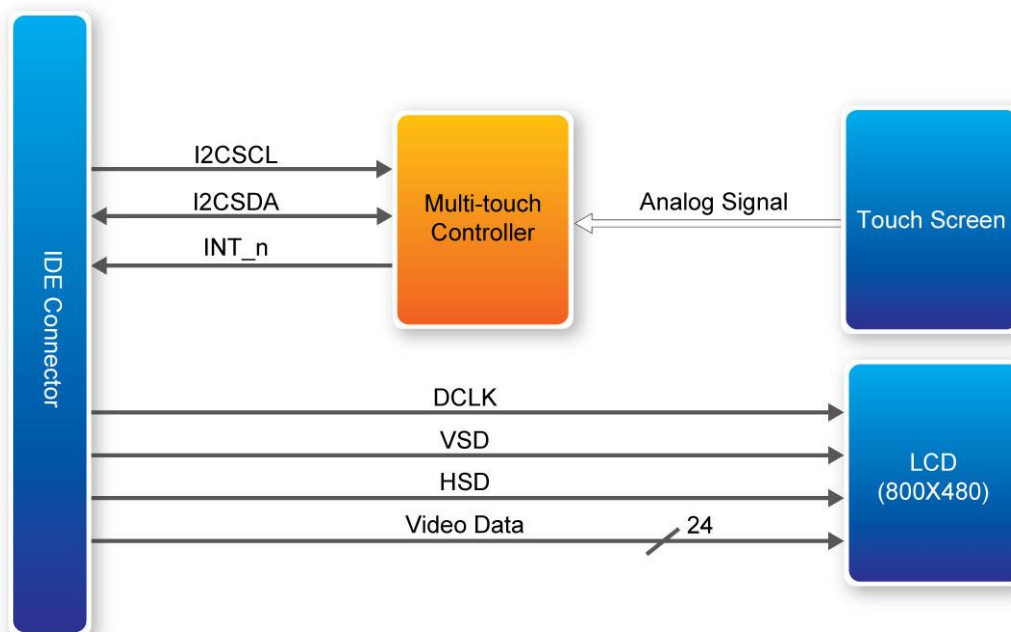 IDE Connector
I2CSCL
I2CSDA
INT_n
Multi-touch
Controller
Analog Signal
Touch Screen
DCLK
VSD
HSD
Video Data
24
LCD
(800X480)